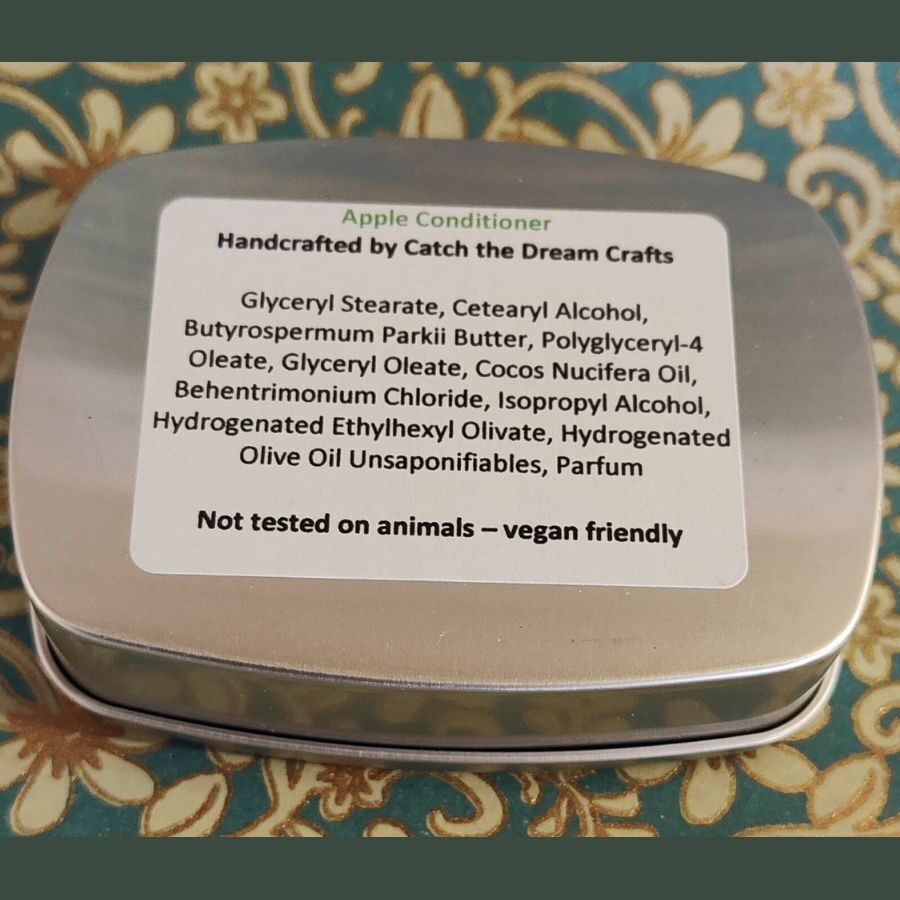 Apple Conditioner
Handcrafted by Catch the Dream Crafts
Glyceryl Stearate, Cetearyl Alcohol,
Butyrospermum Parkii Butter, Polyglyceryl-4
Oleate, Glyceryl Oleate, Cocos Nucifera Oil,
Behentrimonium Chloride, Isopropyl Alcohol,
Hydrogenated Ethylhexyl Olivate, Hydrogenated
Olive Oil Unsaponifiables, Parfum
Not tested on animals – vegan friendly